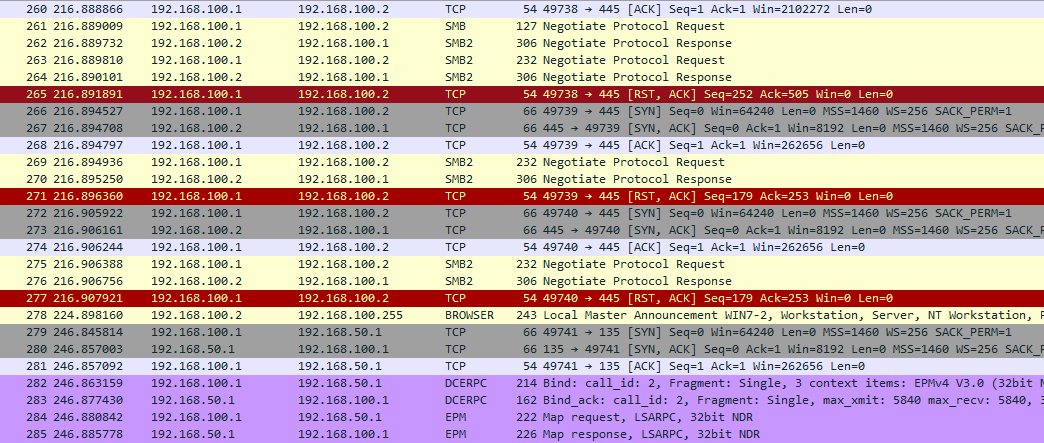 260 216.888866 192.168.100.1 192.168.100.2 TCP 54 49738 → 445 [ACK] Seq=1 Ack=1 Win=2102272 Len=0
261 216.889009 192.168.100.1 192.168.100.2 SMB 127 Negotiate Protocol Request
262 216.889732 192.168.100.2 192.168.100.1 SMB2 306 Negotiate Protocol Response
263 216.889810 192.168.100.1 192.168.100.2 SMB2 232 Negotiate Protocol Request
264 216.890101 192.168.100.2 192.168.100.1 SMB2 306 Negotiate Protocol Response
265 216.891891 192.168.100.1 192.168.100.2 TCP 54 49738 → 445 [RST, ACK] Seq=252 Ack=505 Win=0 Len=0
266 216.894527 192.168.100.1 192.168.100.2 TCP 66 49739 → 445 [SYN] Seq=0 Win=64240 Len=0 MSS=1460 WS=256 SACK_PERM=1
267 216.894708 192.168.100.2 192.168.100.1 TCP 66 445 → 49739 [SYN, ACK] Seq=0 Ack=1 Win=8192 Len=0 MSS=1460 WS=256 SACK_P
268 216.894797 192.168.100.1 192.168.100.2 TCP 54 49739 → 445 [ACK] Seq=1 Ack=1 Win=262656 Len=0
269 216.894936 192.168.100.1 192.168.100.2 SMB2 232 Negotiate Protocol Request
270 216.895250 192.168.100.2 192.168.100.1 SMB2 306 Negotiate Protocol Response
271 216.896360 192.168.100.1 192.168.100.2 TCP 54 49739 → 445 [RST, ACK] Seq=179 Ack=253 Win=0 Len=0
272 216.905922 192.168.100.1 192.168.100.2 TCP 66 49740 → 445 [SYN] Seq=0 Win=64240 Len=0 MSS=1460 WS=256 SACK_PERM=1
273 216.906161 192.168.100.2 192.168.100.1 TCP 66 445 → 49740 [SYN, ACK] Seq=0 Ack=1 Win=8192 Len=0 MSS=1460 WS=256 SACK_P
274 216.906244 192.168.100.1 192.168.100.2 TCP 54 49740 → 445 [ACK] Seq=1 Ack=1 Win=262656 Len=0
275 216.906388 192.168.100.1 192.168.100.2 SMB2 232 Negotiate Protocol Request
276 216.906756 192.168.100.2 192.168.100.1 SMB2 306 Negotiate Protocol Response
277 216.907921 192.168.100.1 192.168.100.2 TCP 54 49740 → 445 [RST, ACK] Seq=179 Ack=253 Win=0 Len=0
278 224.898160 192.168.100.2 192.168.100.255 BROWSER 243 Local Master Announcement WIN7-2, Workstation, Server, NT Workstation,
279 246.845814 192.168.100.1 192.168.50.1 TCP 66 49741 → 135 [SYN] Seq=0 Win=64240 Len=0 MSS=1460 WS=256 SACK_PERM=1
280 246.857003 192.168.50.1 192.168.100.1 TCP 66 135 → 49741 [SYN, ACK] Seq=0 Ack=1 Win=8192 Len=0 MSS=1460 WS=256 SACK_P
281 246.857092 192.168.100.1 192.168.50.1 TCP 54 49741 → 135 [ACK] Seq=1 Ack=1 Win=262656 Len=0
282 246.863159 192.168.100.1 192.168.50.1 DCERPC 214 Bind: call_id: 2, Fragment: Single, 3 context items: EPMv4 V3.0 (32bit
283 246.877430 192.168.50.1 192.168.100.1 DCERPC 162 Bind_ack: call_id: 2, Fragment: Single, max_xmit: 5840 max_recv: 5840,
284 246.880842 192.168.100.1 192.168.50.1 EPM 222 Map request, LSARPC, 32bit NDR
285 246.885778 192.168.50.1 192.168.100.1 EPM 226 Map response, LSARPC, 32bit NDR